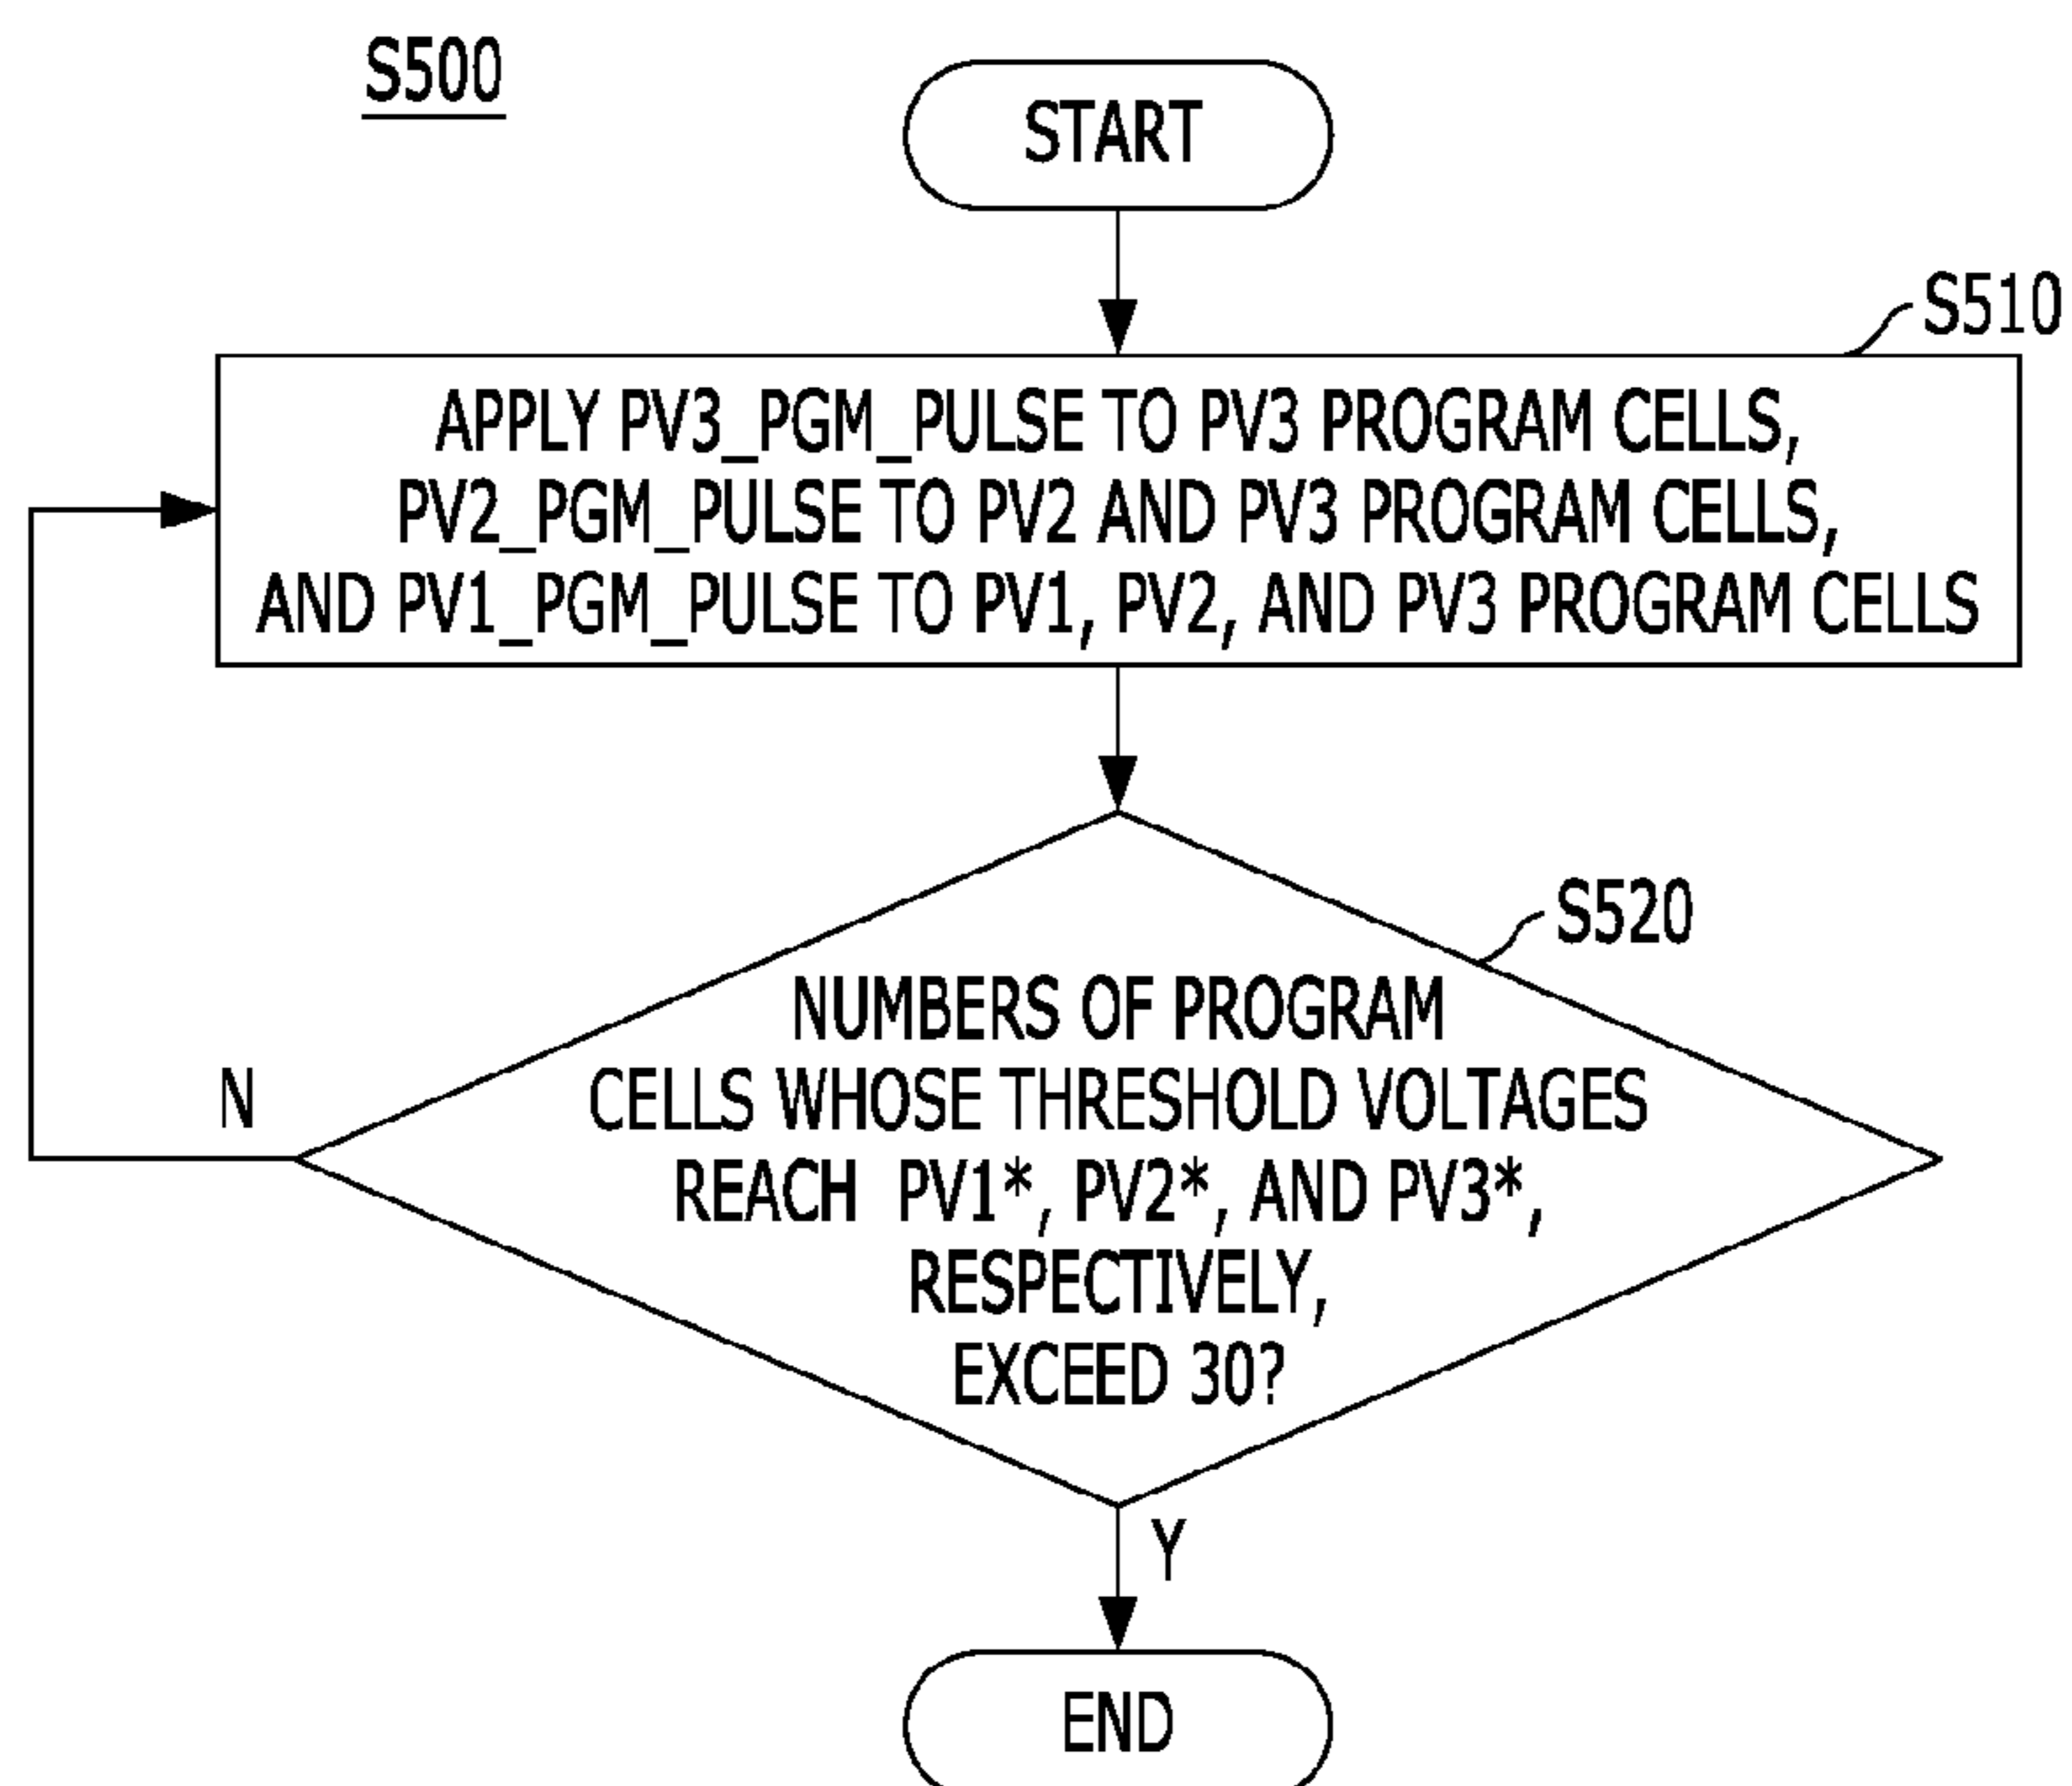 S500
START
S510
APPLY PV3_PGM_PULSE TO PV3 PROGRAM CELLS,
PV2_PGM_PULSE TO PV2 AND PV3 PROGRAM CELLS,
AND PV1_PGM_PULSE TO PV1, PV2, AND PV3 PROGRAM CELLS
S520
NUMBERS OF PROGRAM
CELLS WHOSE THRESHOLD VOLTAGES
REACH PV1*, PV2*, AND PV3*,
RESPECTIVELY,
EXCEED 30?
N
Y
END